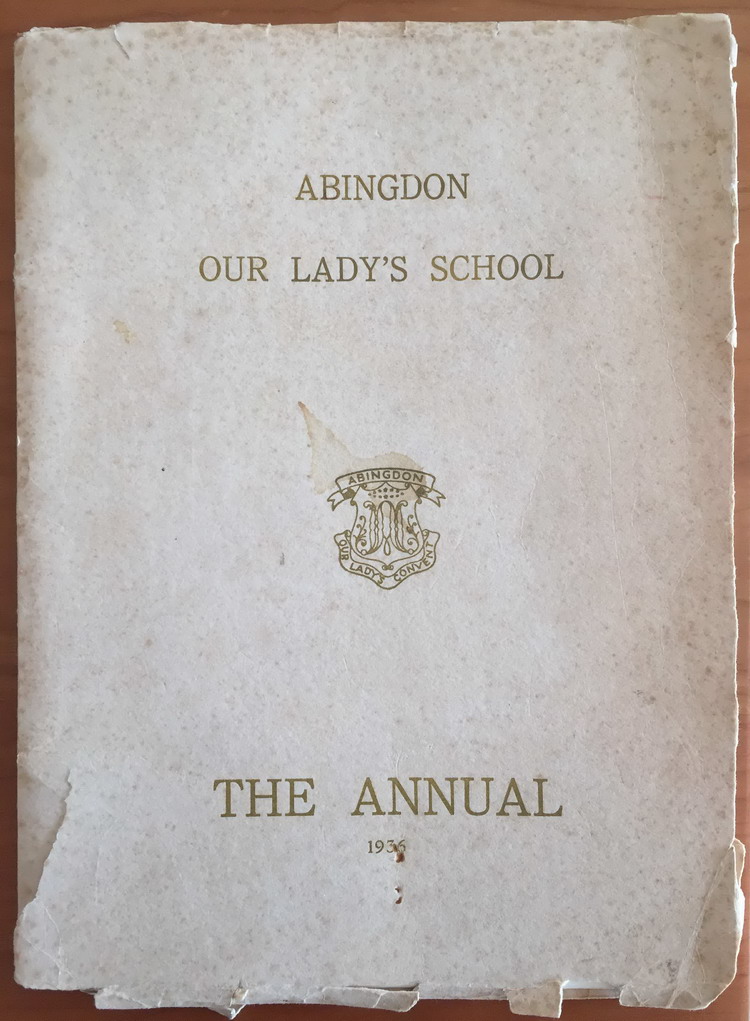 ABINGDON
OUR LADY'S SCHOOL
ABINGDON
OUR LADY'S CONVENT
THE ANNUAL
1936